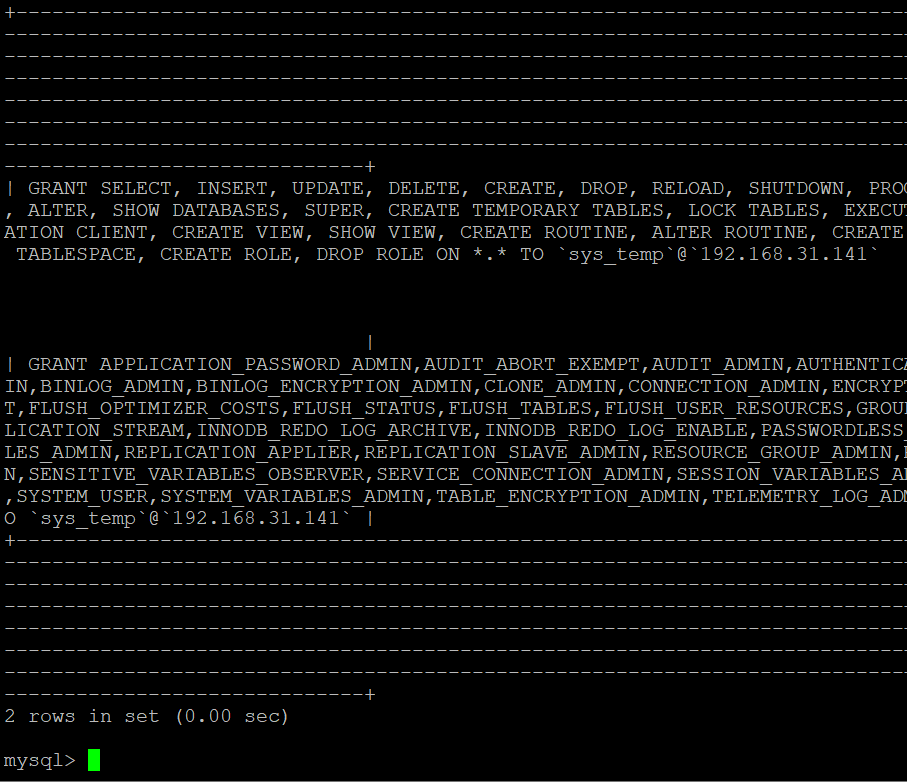 +---------------------------------------------------------------------------
---------------------------------------------------------------------------
---------------------------------------------------------------------------
---------------------------------------------------------------------------
---------------------------------------------------------------------------
---------------------------------------------------------------------------
---------------------------------------------------------------------------
------------------------------+
| GRANT SELECT, INSERT, UPDATE, DELETE, CREATE, DROP, RELOAD, SHUTDOWN, PROC
, ALTER, SHOW DATABASES, SUPER, CREATE TEMPORARY TABLES, LOCK TABLES, EXECUT
ATION CLIENT, CREATE VIEW, SHOW VIEW, CREATE ROUTINE, ALTER ROUTINE, CREATE
 TABLESPACE, CREATE ROLE, DROP ROLE ON *.* TO `sys_temp`@`192.168.31.141`
|
| GRANT APPLICATION_PASSWORD_ADMIN,AUDIT_ABORT_EXEMPT,AUDIT_ADMIN,AUTHENTICA
IN,BINLOG_ADMIN,BINLOG_ENCRYPTION_ADMIN,CLONE_ADMIN,CONNECTION_ADMIN,ENCRYPT
T,FLUSH_OPTIMIZER_COSTS,FLUSH_STATUS,FLUSH_TABLES,FLUSH_USER_RESOURCES,GROUP
LICATION_STREAM,INNODB_REDO_LOG_ARCHIVE,INNODB_REDO_LOG_ENABLE,PASSWORDLESS_
LES_ADMIN,REPLICATION_APPLIER,REPLICATION_SLAVE_ADMIN,RESOURCE_GROUP_ADMIN,
N,SENSITIVE_VARIABLES_OBSERVER,SERVICE_CONNECTION_ADMIN,SESSION_VARIABLES_AD
,SYSTEM_USER,SYSTEM_VARIABLES_ADMIN,TABLE_ENCRYPTION_ADMIN,TELEMETRY_LOG_ADM
O `sys_temp`@`192.168.31.141` |
+---------------------------------------------------------------------------
---------------------------------------------------------------------------
---------------------------------------------------------------------------
---------------------------------------------------------------------------
---------------------------------------------------------------------------
---------------------------------------------------------------------------
---------------------------------------------------------------------------
------------------------------+
2 rows in set (0.00 sec)
mysql>